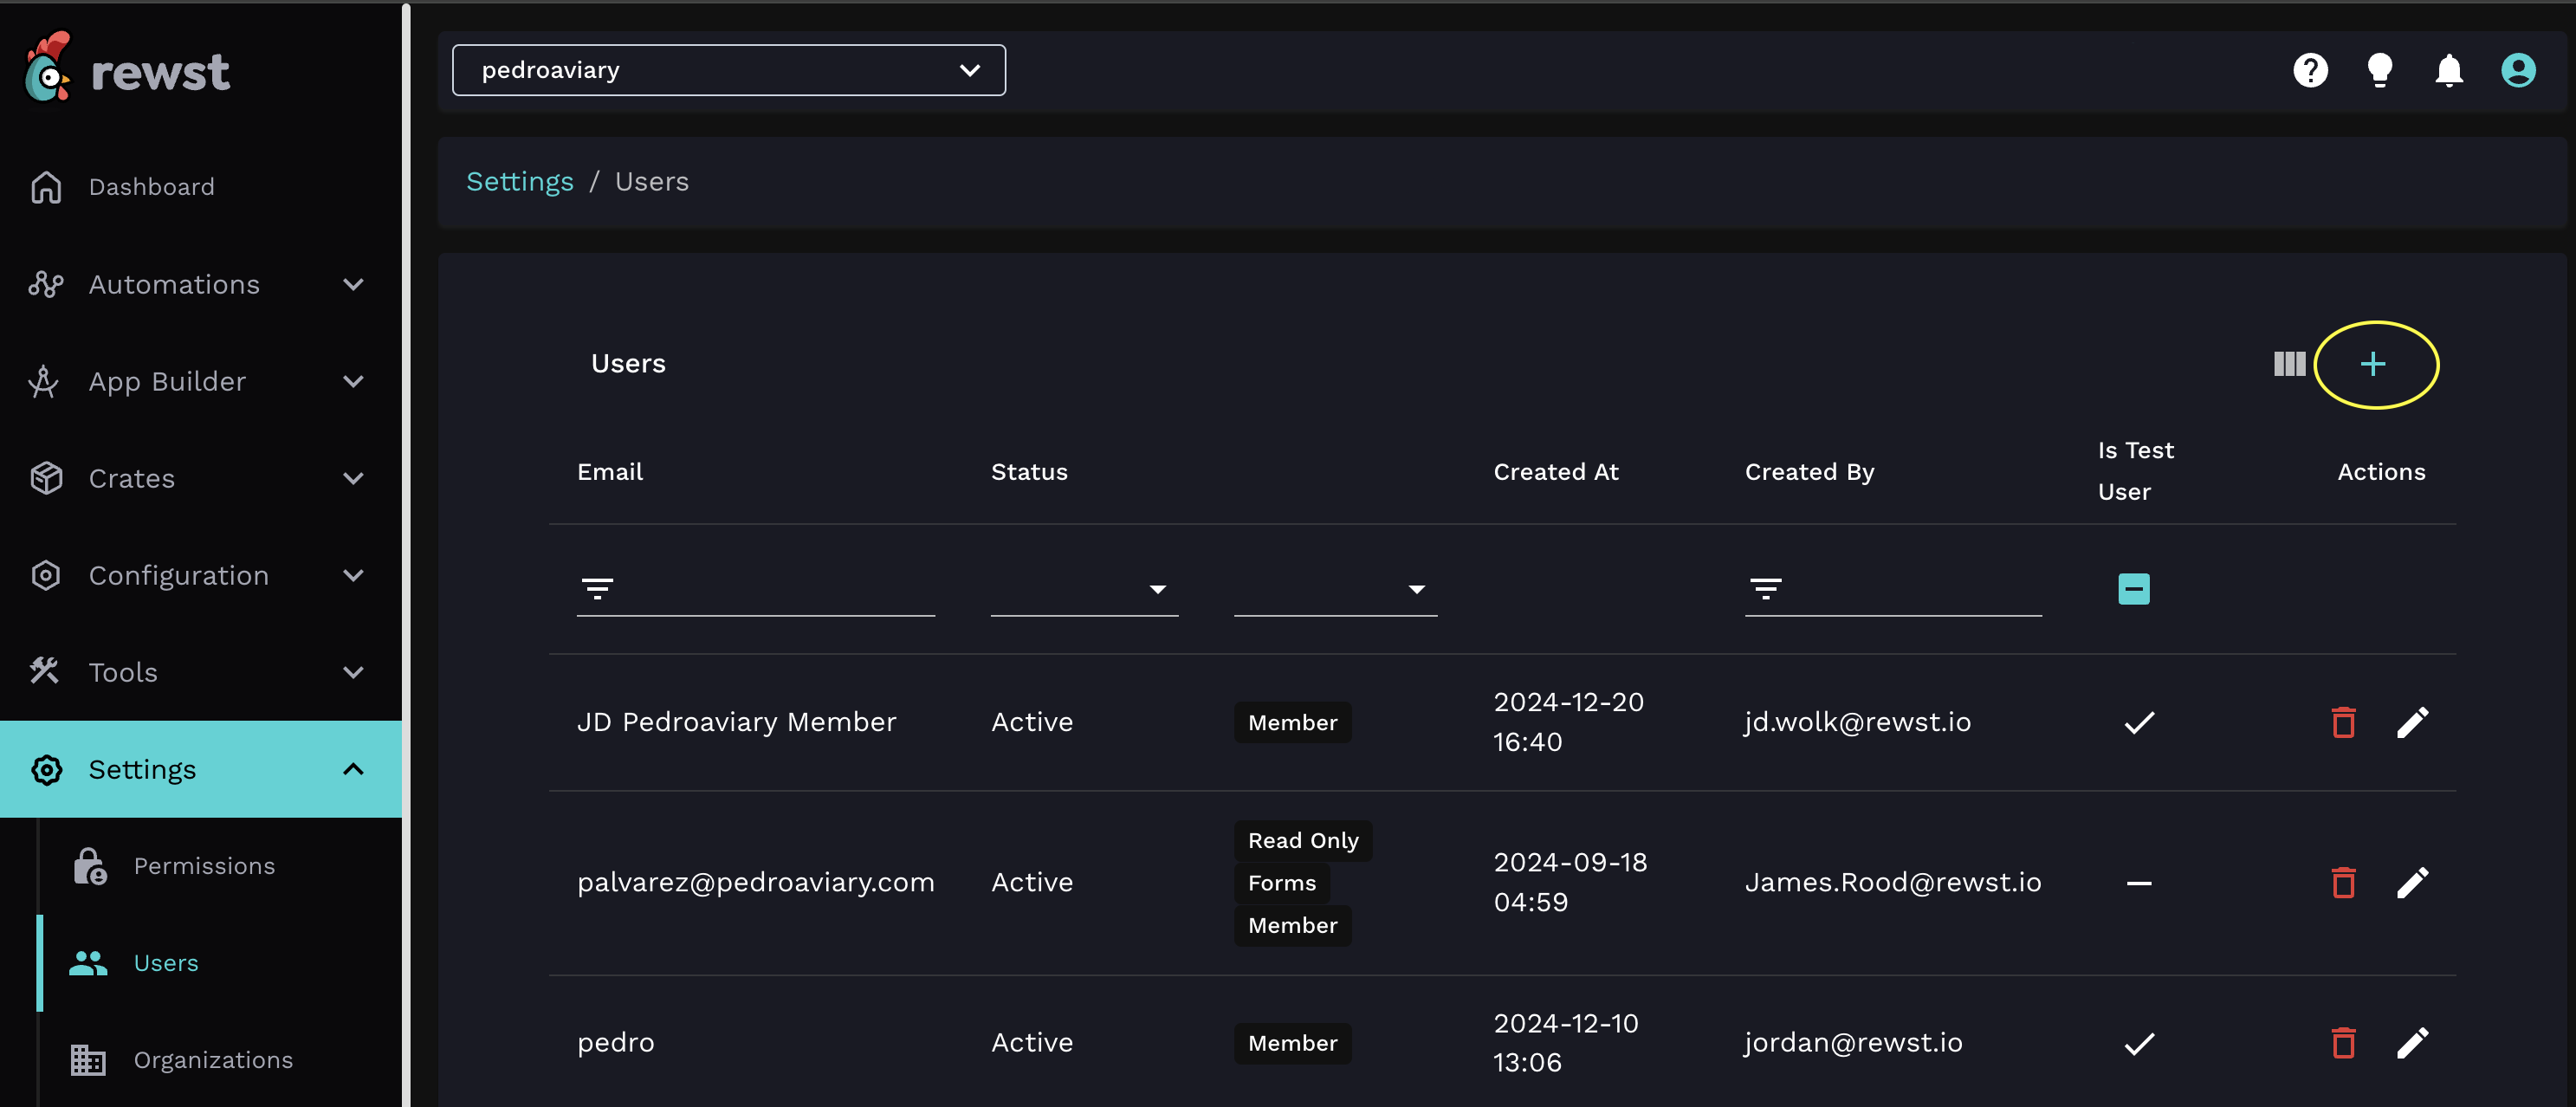 rewst
pedroaviary
Dashboard
Automations
App Builder
Crates
Configuration
Tools
Settings
Permissions
Users
Organizations
Settings / Users
Users
Email Status Created At Created By Is Test User Actions
JD Pedroaviary Member Active Member 2024-12-20 16:40 jd.wolk@rewst.io
palvarez@pedroaviary.com Active Read Only Forms Member 2024-09-18 04:59 James.Rood@rewst.io
pedro Active Member 2024-12-10 13:06 jordan@rewst.io